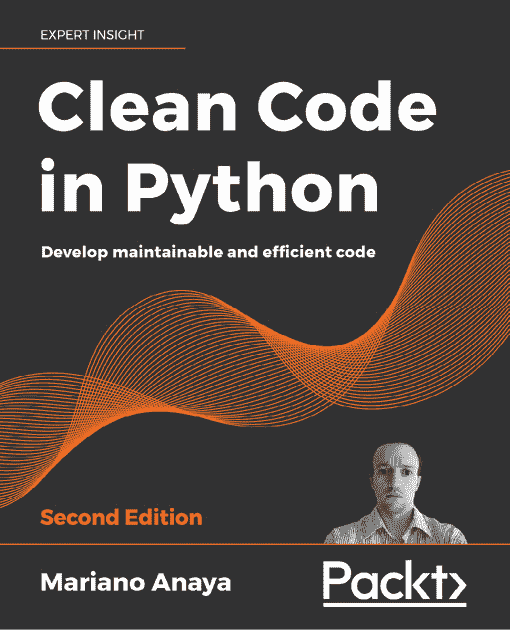 EXPERT INSIGHT
Clean Code
in Python
Develop maintainable and efficient code
Second Edition
Mariano Anaya
Packt>